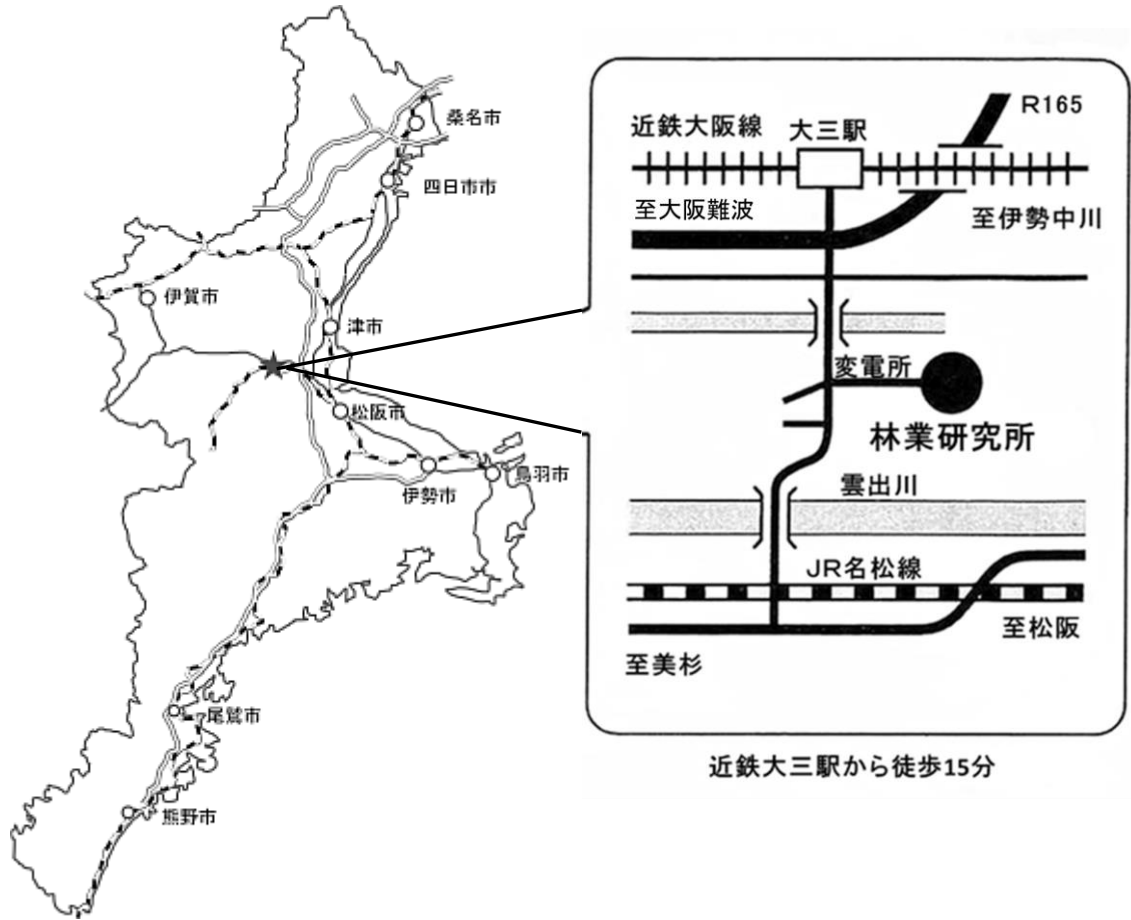 桑名市
四日市市
伊賀市
津市
松阪市
伊勢市
鳥羽市
尾鷲市
熊野市
R165
近鉄大阪線
大三駅
至大阪難波
至伊勢中川
変電所
林業研究所
雲出川
JR名松線
至松阪
至美杉
近鉄大三駅から徒歩15分